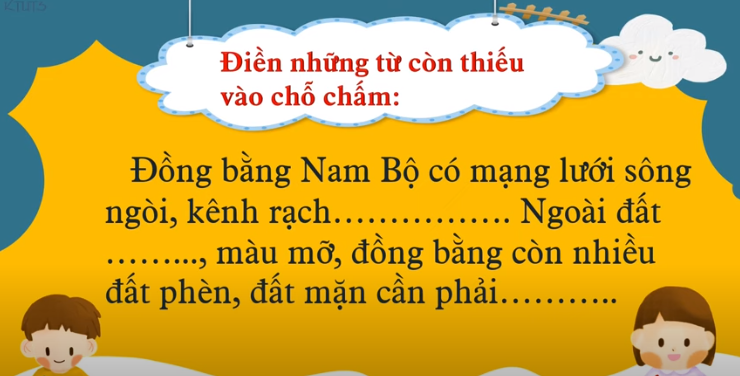 Điền những từ còn thiếu
vào chỗ chấm:
Đồng bằng Nam Bộ có mạng lưới sông
ngòi, kênh rạch……………. Ngoài đất
……..., màu mỡ, đồng bằng còn nhiều
đất phèn, đất mặn cần phải………..